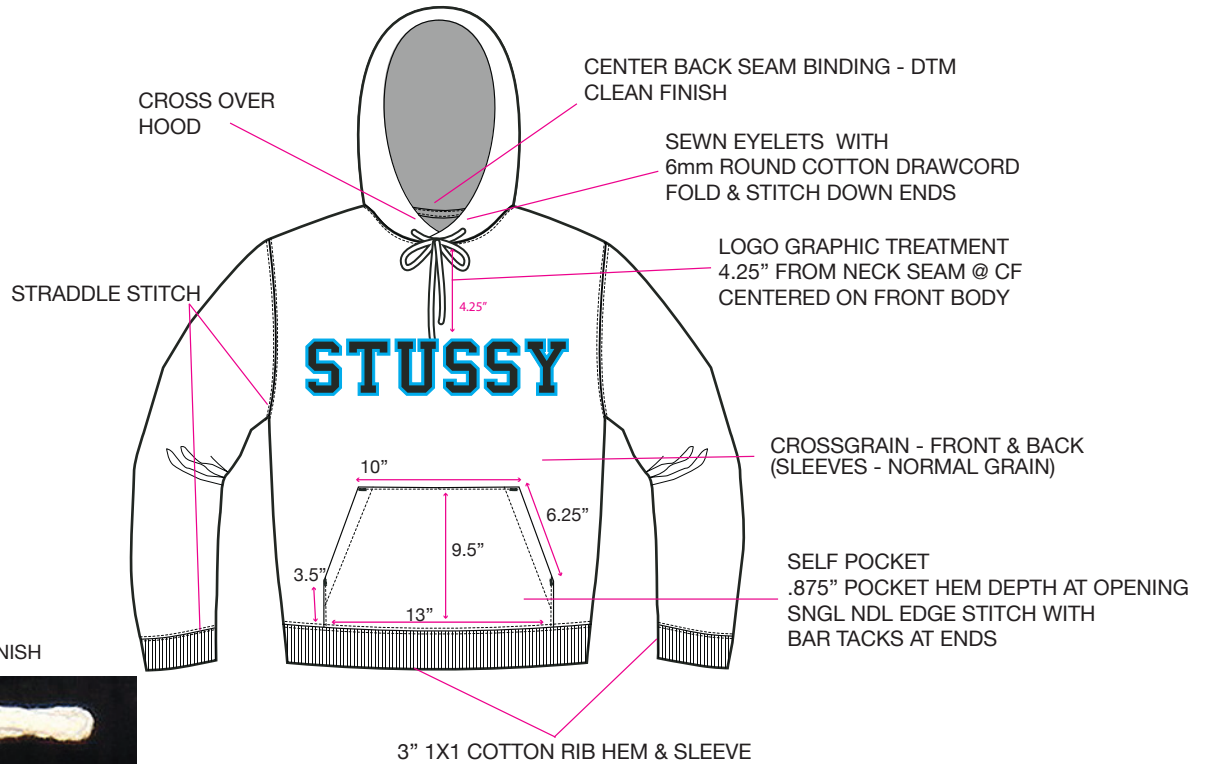 CROSS OVER
HOOD
CENTER BACK SEAM BINDING - DTM
CLEAN FINISH
SEWN EYELETS WITH
6mm ROUND COTTON DRAWCORD
FOLD & STITCH DOWN ENDS
LOGO GRAPHIC TREATMENT
4.25” FROM NECK SEAM @ CF
CENTERED ON FRONT BODY
STRADDLE STITCH
4.25”
STUSSY
CROSSGRAIN - FRONT & BACK
(SLEEVES - NORMAL GRAIN)
10”
6.25”
9.5”
3.5”
13”
SELF POCKET
.875” POCKET HEM DEPTH AT OPENING
SNGL NDL EDGE STITCH WITH
BAR TACKS AT ENDS
NISH
3” 1X1 COTTON RIB HEM & SLEEVE